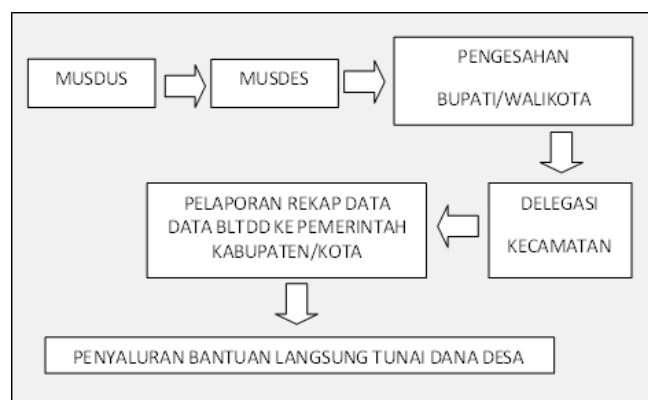 MUSDUS
MUSDES
PENGESAHAN
BUPATI/WALIKOTA
DELEGASI
KECAMATAN
PELAPORAN REKAP DATA
DATA BLTDD KE PEMERINTAH
KABUPATEN/KOTA
PENYALURAN BANTUAN LANGSUNG TUNAI DANA DESA